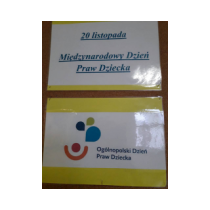 20 listopada
Międzynarodowy Dzień
Praw Dziecka
Ogólnopolski Dzień
Praw Dziecka